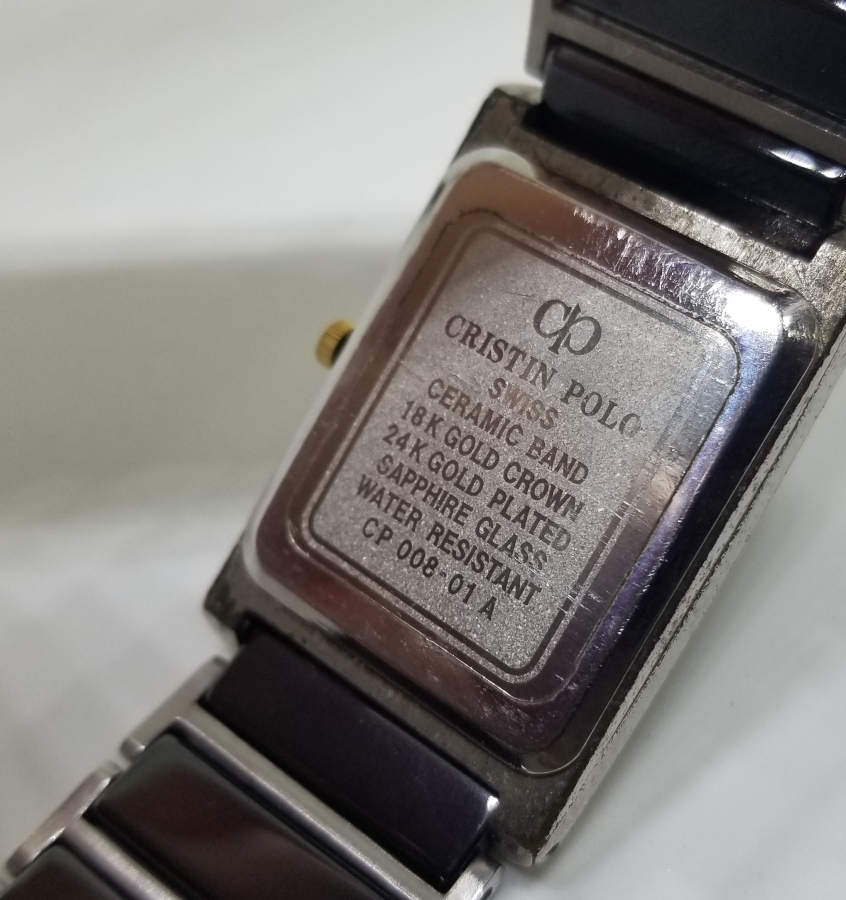 cp
CRISTIN POLO
SWISS
CERAMIC BAND
18K GOLD CROWN
24K GOLD PLATED
SAPPHIRE GLASS
WATER RESISTANT
CP 008-01 A